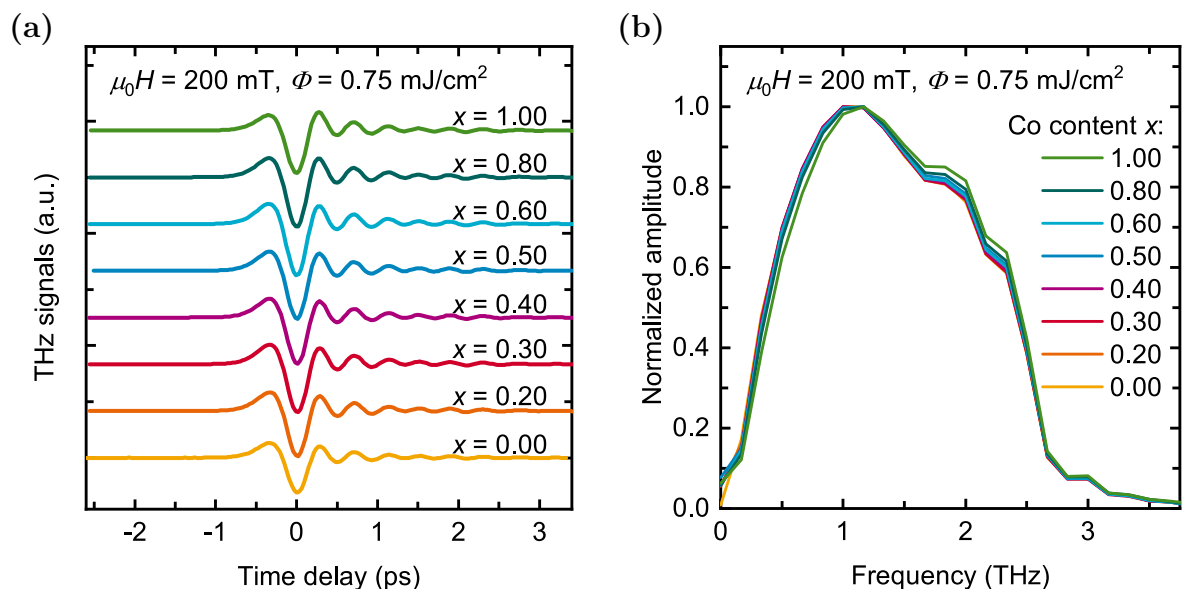 (a)
μ₀H = 200 mT, Φ = 0.75 mJ/cm²
x = 1.00
x = 0.80
x = 0.60
x = 0.50
x = 0.40
x = 0.30
x = 0.20
x = 0.00
THz signals (a.u.)
-2 -1 0 1 2 3
Time delay (ps)
(b)
μ₀H = 200 mT, Φ = 0.75 mJ/cm²
Co content x:
1.00
0.80
0.60
0.50
0.40
0.30
0.20
0.00
Normalized amplitude
1.0
0.8
0.6
0.4
0.2
0.0
0 1 2 3
Frequency (THz)